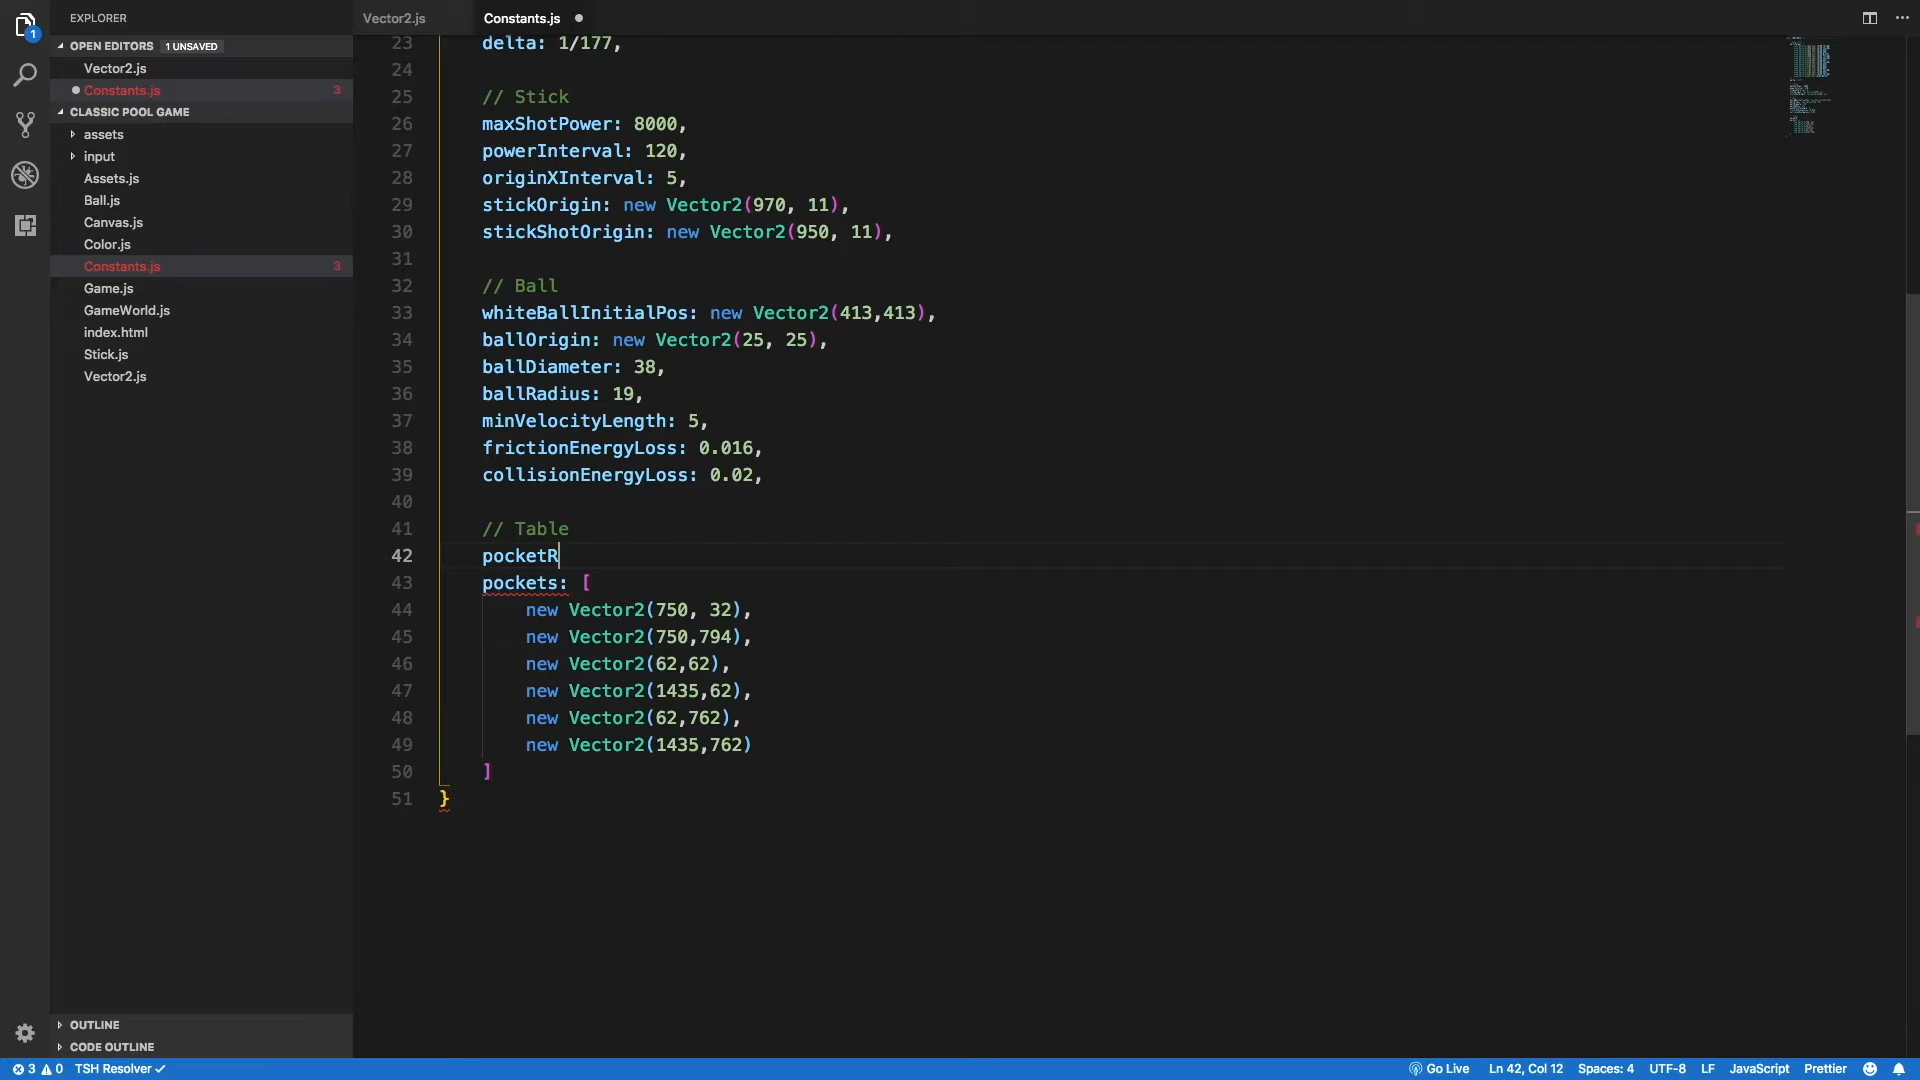 EXPLORER
Vector2.js
Constants.js
OPEN EDITORS 1 UNSAVED
Vector2.js
Constants.js 3
CLASSIC POOL GAME
assets
input
Assets.js
Ball.js
Canvas.js
Color.js
Constants.js 3
Game.js
GameWorld.js
index.html
Stick.js
Vector2.js
OUTLINE
CODE OUTLINE
1
23 delta: 1/177,
24
25 // Stick
26 maxShotPower: 8000,
27 powerInterval: 120,
28 originXInterval: 5,
29 stickOrigin: new Vector2(970, 11),
30 stickShotOrigin: new Vector2(950, 11),
31
32 // Ball
33 whiteBallInitialPos: new Vector2(413,413),
34 ballOrigin: new Vector2(25, 25),
35 ballDiameter: 38,
36 ballRadius: 19,
37 minVelocityLength: 5,
38 frictionEnergyLoss: 0.016,
39 collisionEnergyLoss: 0.02,
40
41 // Table
42 pocketR
43 pockets: [
44 new Vector2(750, 32),
45 new Vector2(750,794),
46 new Vector2(62,62),
47 new Vector2(1435,62),
48 new Vector2(62,762),
49 new Vector2(1435,762)
50 ]
51 }
3 0 TSH Resolver ✓ Go Live Ln 42, Col 12 Spaces: 4 UTF-8 LF JavaScript Prettier